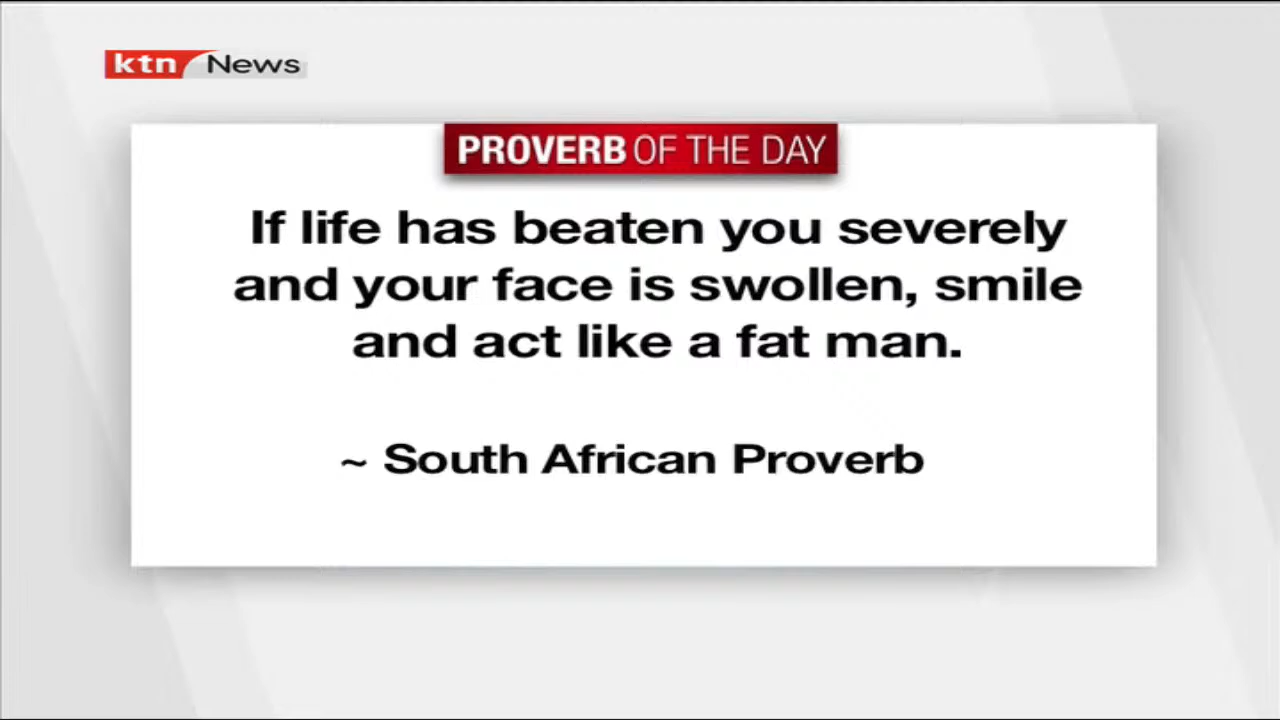 ktn News
PROVERB OF THE DAY
If life has beaten you severely
and your face is swollen, smile
and act like a fat man.
~ South African Proverb